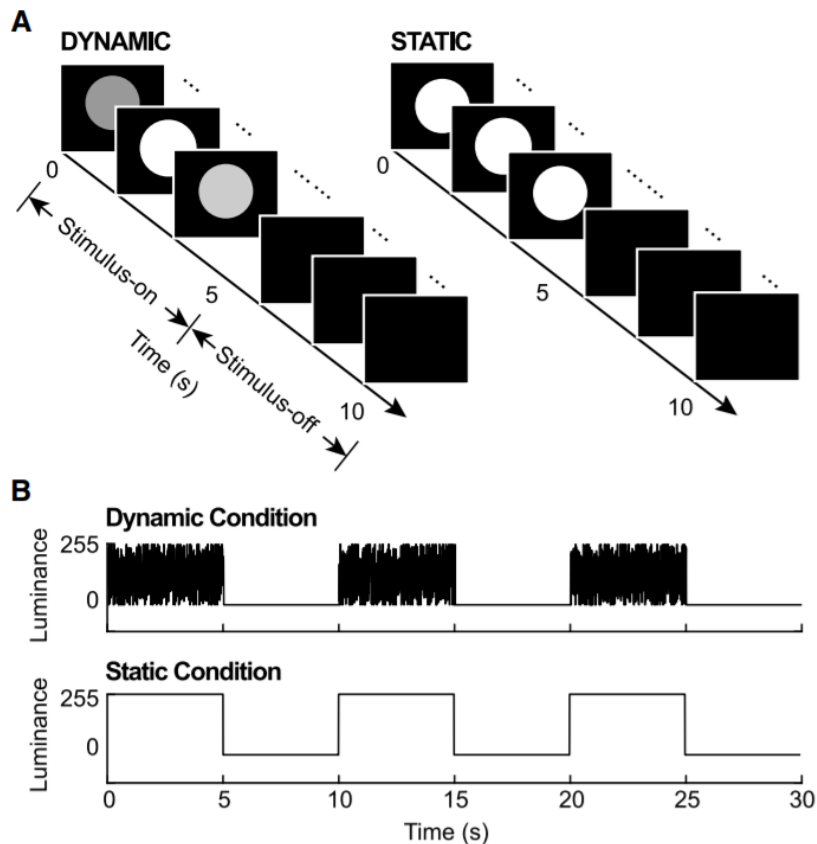 A
DYNAMIC
STATIC
0
Stimulus-on
5
Time (s)
Stimulus-off
10
0
5
10
B
Dynamic Condition
255
0
Luminance
Static Condition
255
0
Luminance
0 5 10 15 20 25 30
Time (s)